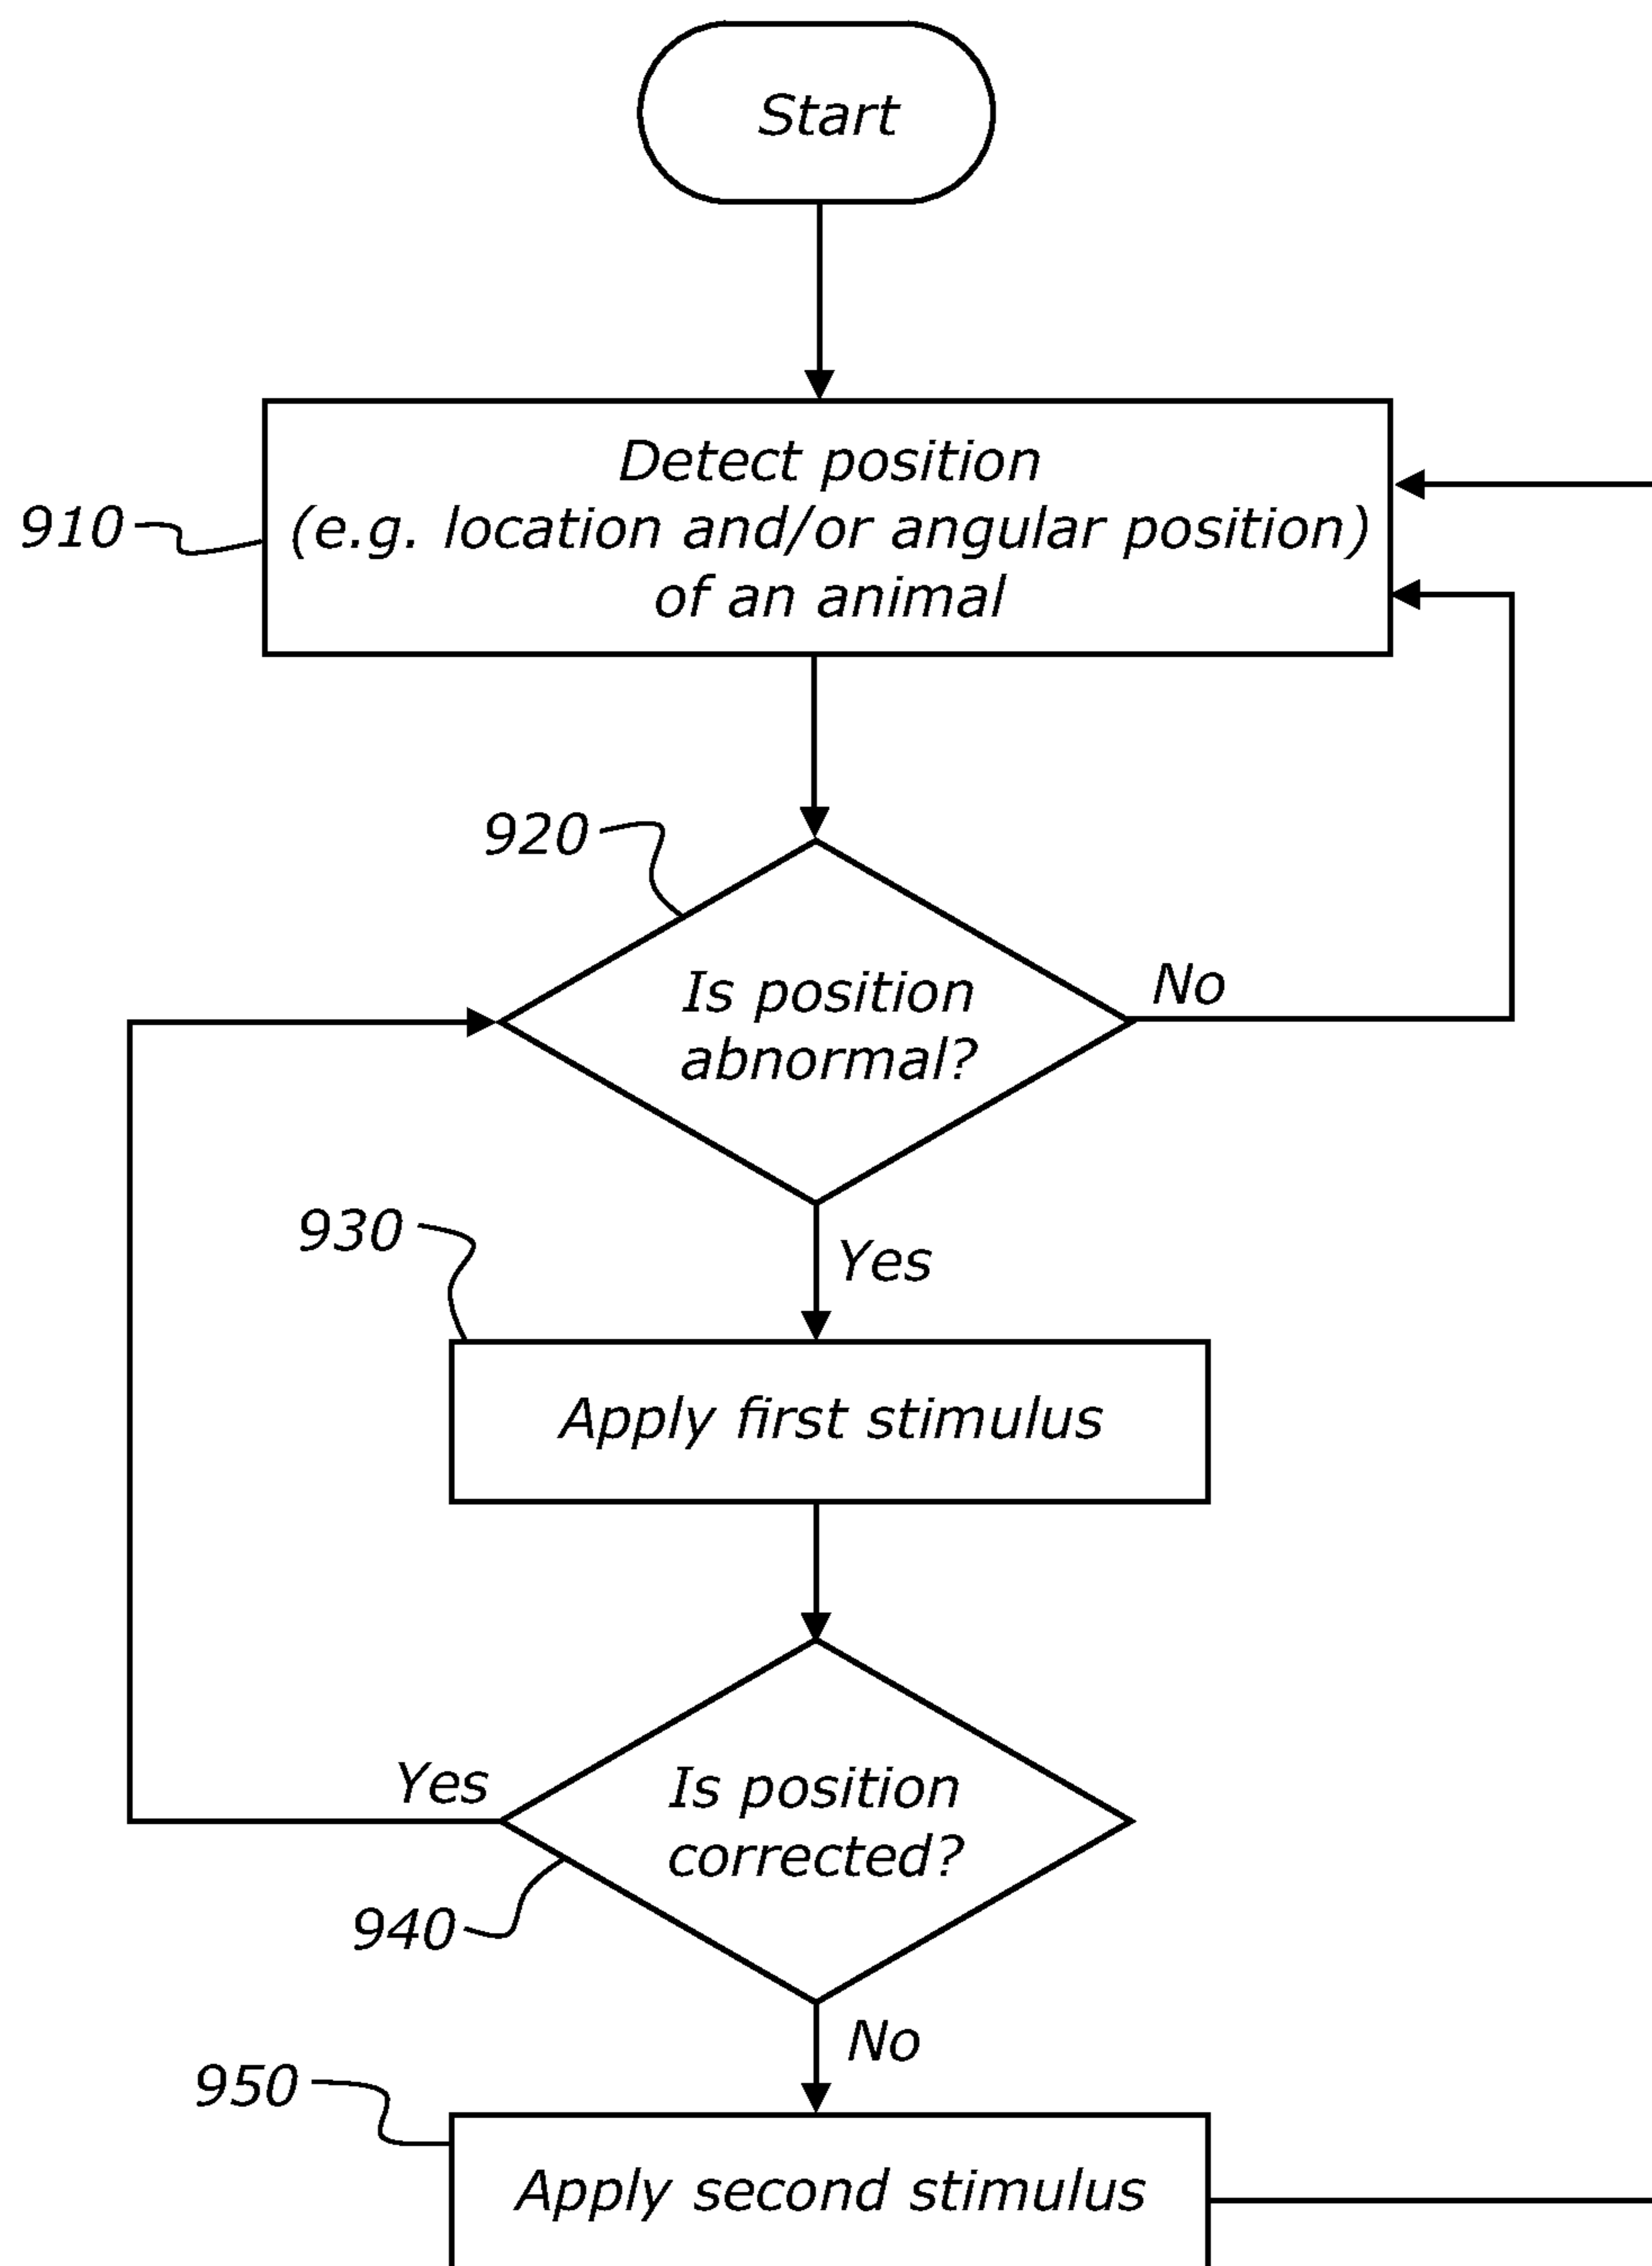 Start
Detect position
910
(e.g. location and/or angular position)
of an animal
920
Is position
abnormal?
No
930
Yes
Apply first stimulus
Yes
Is position
corrected?
940
No
950
Apply second stimulus